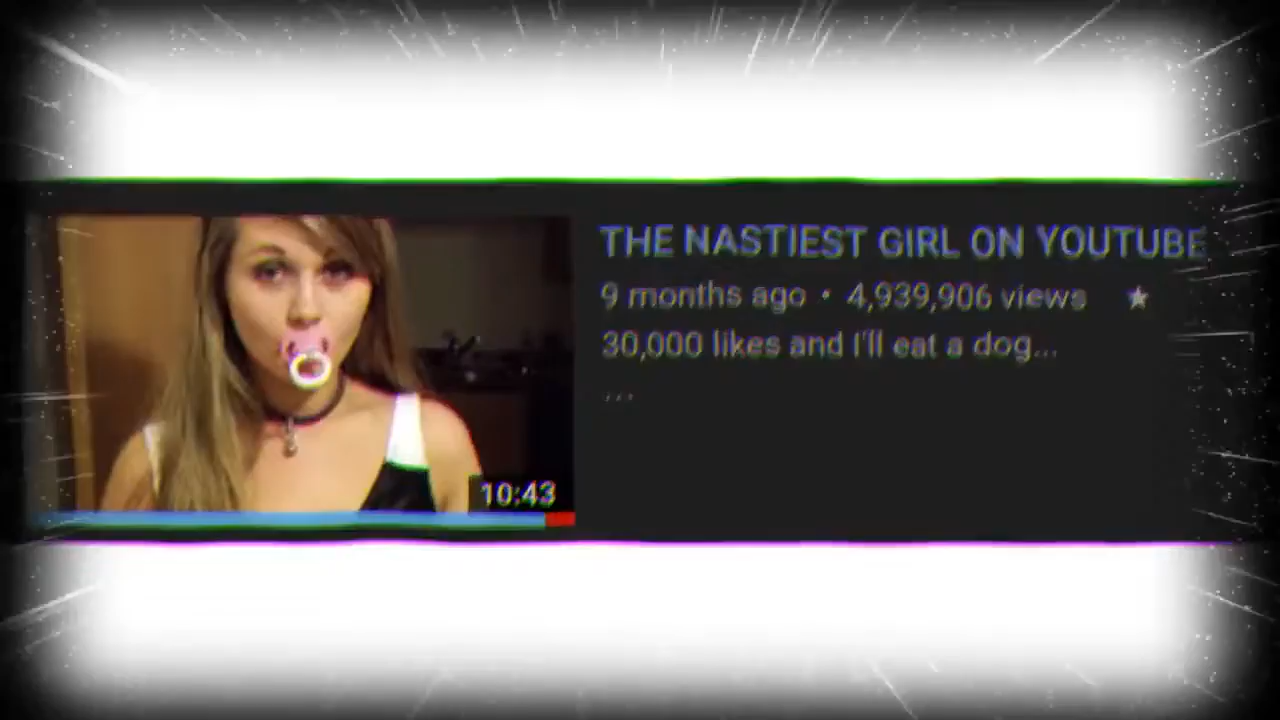 THE NASTIEST GIRL ON YOUTUBE
9 months ago • 4,939,906 views ★
30,000 likes and I'll eat a dog...
...
10:43